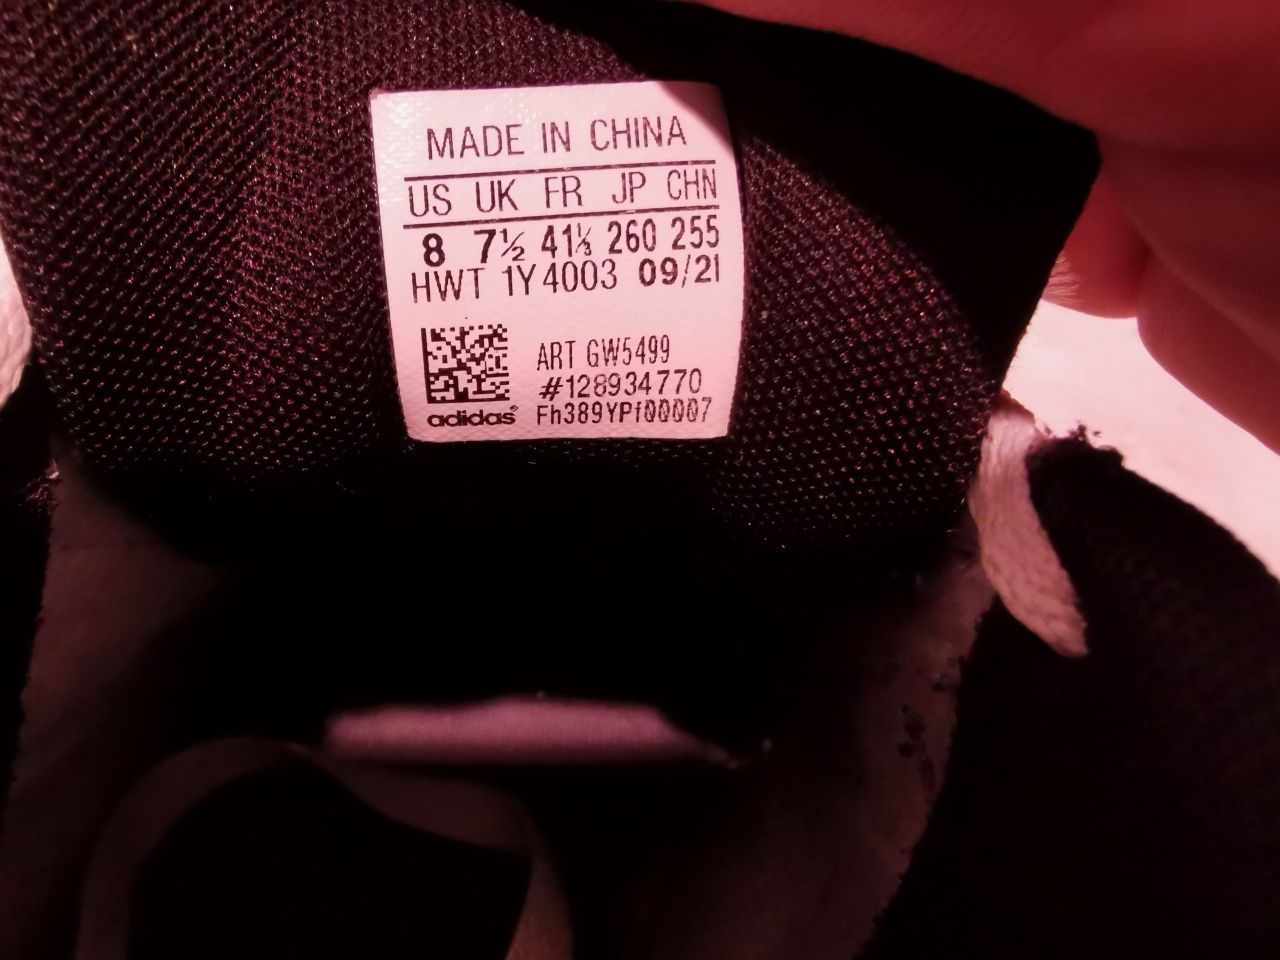 MADE IN CHINA
US UK FR JP CHN
8 7½ 41⅓ 260 255
HWT 1Y4003 09/21
ART GW5499
#128934770
adidas® Fh389YPf00007